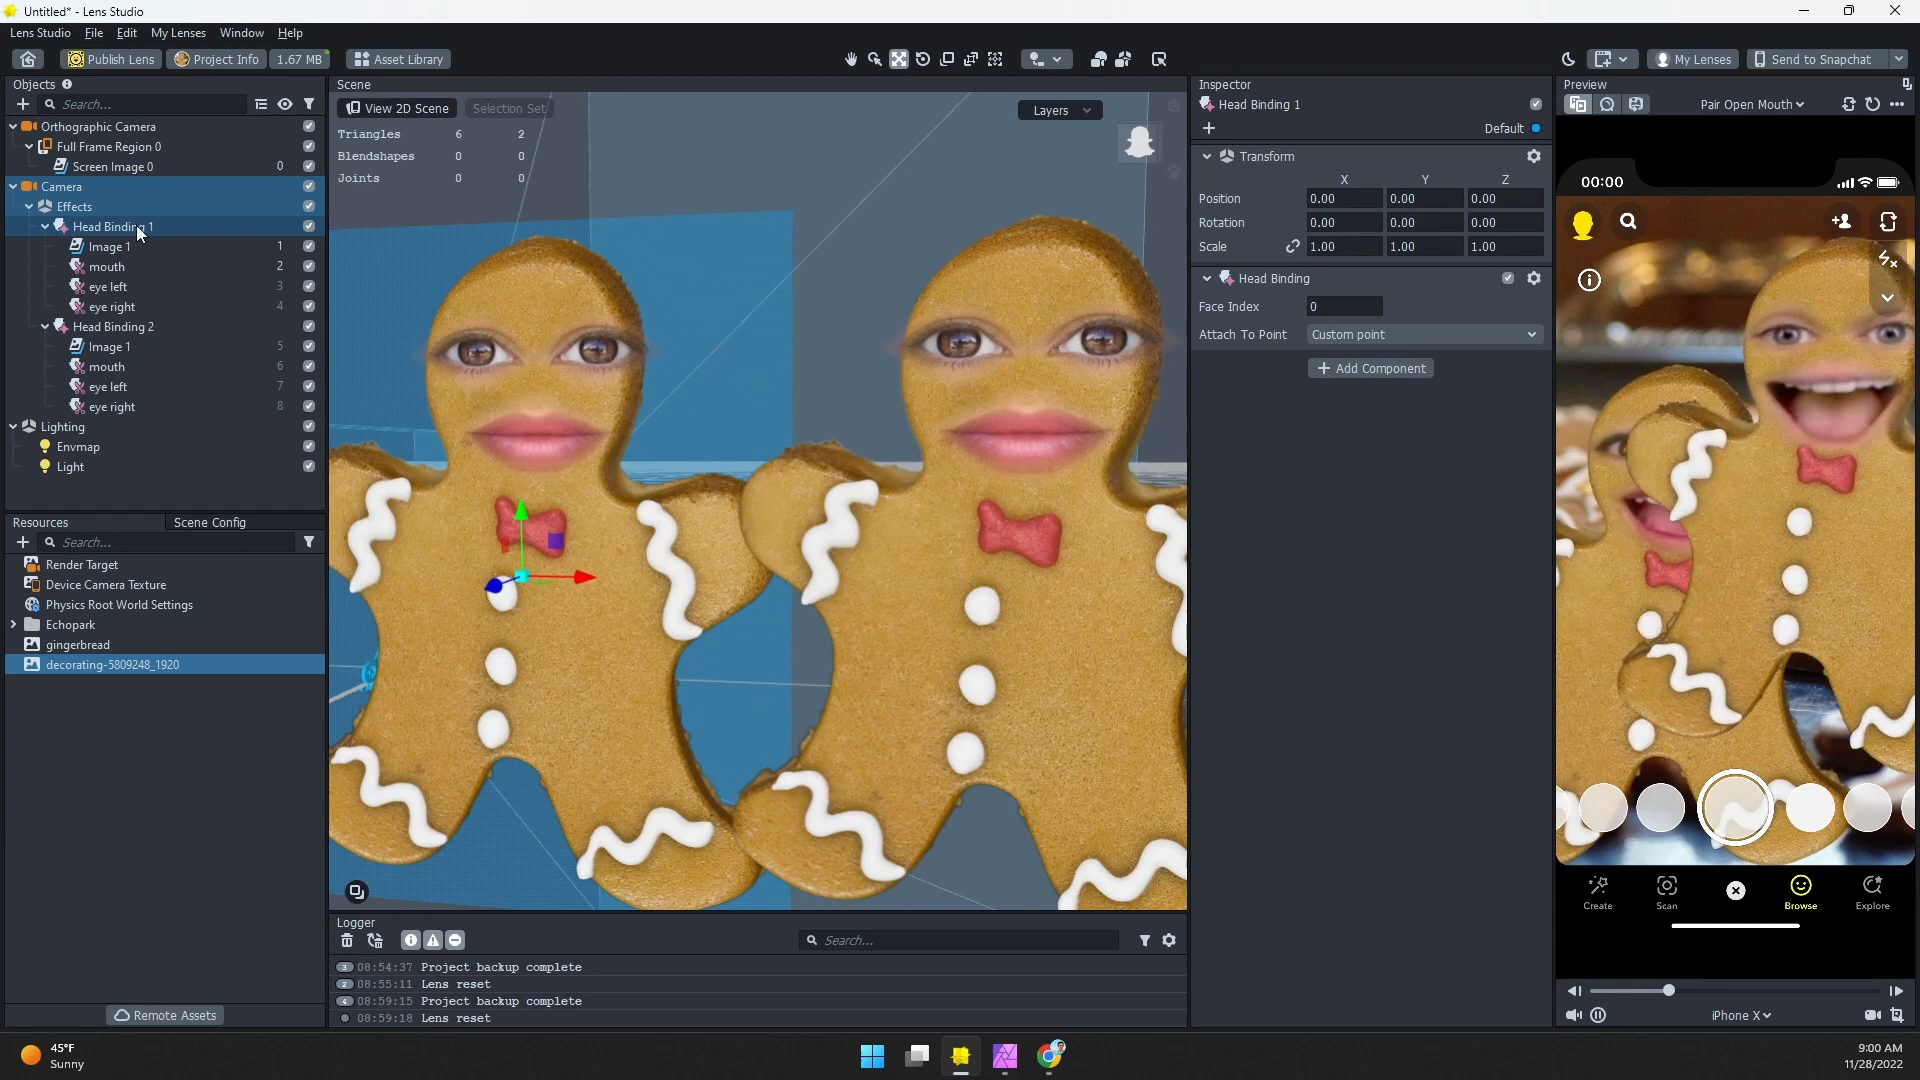 Untitled* - Lens Studio
Lens Studio File Edit My Lenses Window Help
Publish Lens Project Info 1.67 MB Asset Library My Lenses Send to Snapchat
Objects
Search...
Orthographic Camera
Full Frame Region 0
Screen Image 0 0
Camera
Effects
Head Binding 1
Image 1 1
mouth 2
eye left 3
eye right 4
Head Binding 2
Image 1 5
mouth 6
eye left 7
eye right 8
Lighting
Envmap
Light
Resources Scene Config
Search...
Render Target
Device Camera Texture
Physics Root World Settings
Echopark
gingerbread
decorating-5809248_1920
Remote Assets
Scene
View 2D Scene Selection Set
Layers
Triangles 6 2
Blendshapes 0 0
Joints 0 0
Logger
Search...
3 08:54:37 Project backup complete
2 08:55:11 Lens reset
4 08:59:15 Project backup complete
08:59:18 Lens reset
Inspector
Head Binding 1
Default
Transform
X Y Z
Position 0.00 0.00 0.00
Rotation 0.00 0.00 0.00
Scale 1.00 1.00 1.00
Head Binding
Face Index 0
Attach To Point Custom point
+ Add Component
Preview
Pair Open Mouth
00:00
Create Scan Browse Explore
iPhone X
45°F
Sunny
9:00 AM
11/28/2022